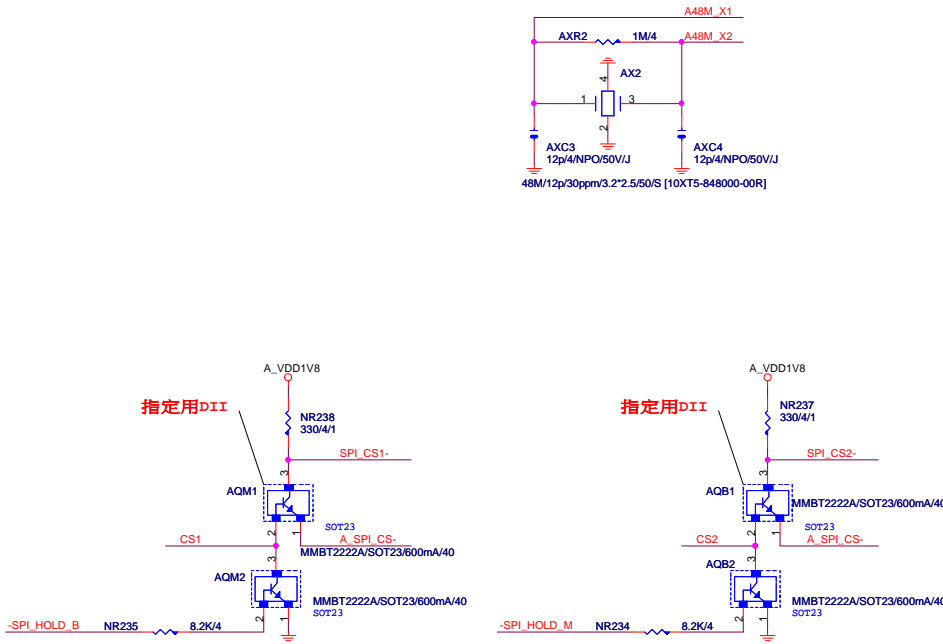 A48M_X1
AXR2 1M/4 A48M_X2
AX2
4
1 3
2
AXC3
12p/4/NPO/50V/J
AXC4
12p/4/NPO/50V/J
48M/12p/30ppm/3.2*2.5/50/S [10XT5-848000-00R]
A_VDD1V8
指定用DII
NR238
330/4/1
SPI_CS1-
3
AQM1
SOT23
2 1
CS1 A_SPI_CS-
MMBT2222A/SOT23/600mA/40
3
AQM2
MMBT2222A/SOT23/600mA/40
SOT23
2 1
-SPI_HOLD_B NR235 8.2K/4
A_VDD1V8
指定用DII
NR237
330/4/1
SPI_CS2-
3
AQB1
MMBT2222A/SOT23/600mA/40
SOT23
2 1
CS2 A_SPI_CS-
3
AQB2
MMBT2222A/SOT23/600mA/40
SOT23
2 1
-SPI_HOLD_M NR234 8.2K/4